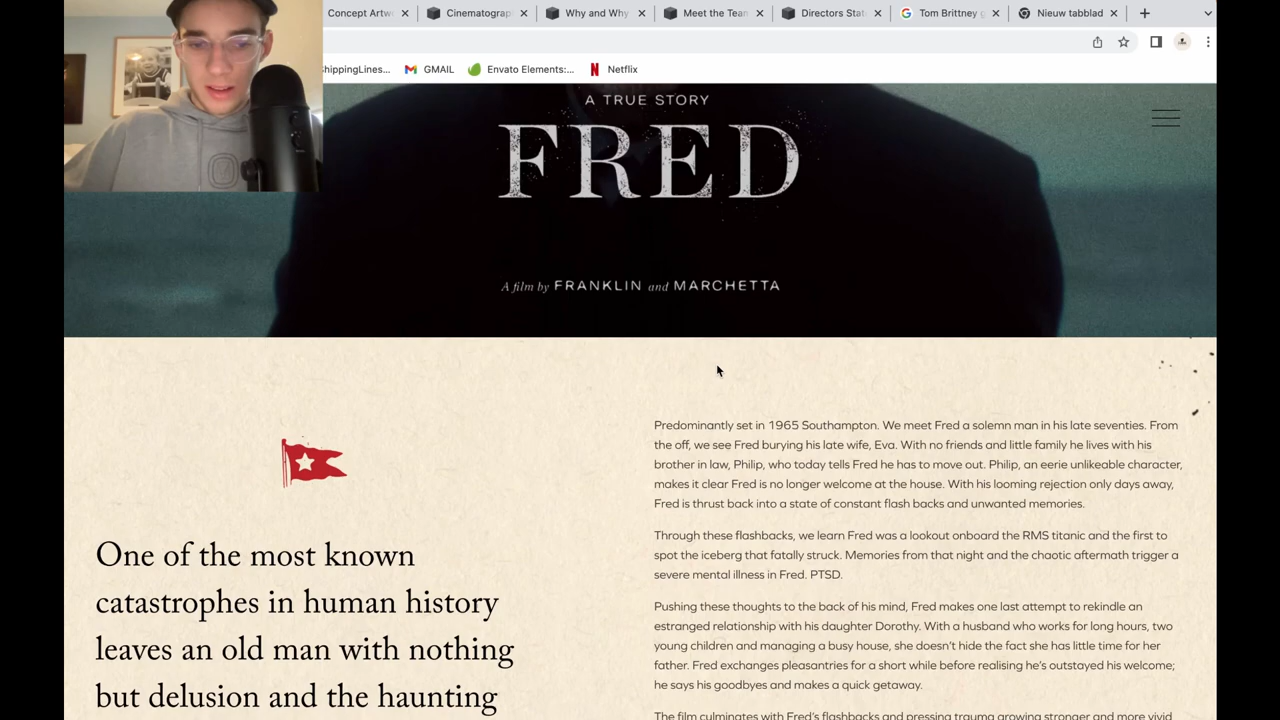 Concept Artw
Cinematograp
Why and Why
Meet the Tean
Directors Stat
Tom Brittney g
Nieuw tabblad
ShippingLines...
GMAIL
Envato Elements:...
Netflix
A TRUE STORY
FRED
A film by FRANKLIN and MARCHETTA
One of the most known
catastrophes in human history
leaves an old man with nothing
but delusion and the haunting
Predominantly set in 1965 Southampton. We meet Fred a solemn man in his late seventies. From
the off, we see Fred burying his late wife, Eva. With no friends and little family he lives with his
brother in law, Philip, who today tells Fred he has to move out. Philip, an eerie unlikeable character,
makes it clear Fred is no longer welcome at the house. With his looming rejection only days away,
Fred is thrust back into a state of constant flash backs and unwanted memories.
Through these flashbacks, we learn Fred was a lookout onboard the RMS titanic and the first to
spot the iceberg that fatally struck. Memories from that night and the chaotic aftermath trigger a
severe mental illness in Fred. PTSD.
Pushing these thoughts to the back of his mind, Fred makes one last attempt to rekindle an
estranged relationship with his daughter Dorothy. With a husband who works for long hours, two
young children and managing a busy house, she doesn't hide the fact she has little time for her
father. Fred exchanges pleasantries for a short while before realising he's outstayed his welcome;
he says his goodbyes and makes a quick getaway.
The film culminates with Fred's flashbacks and pressing trauma growing stronger and more vivid